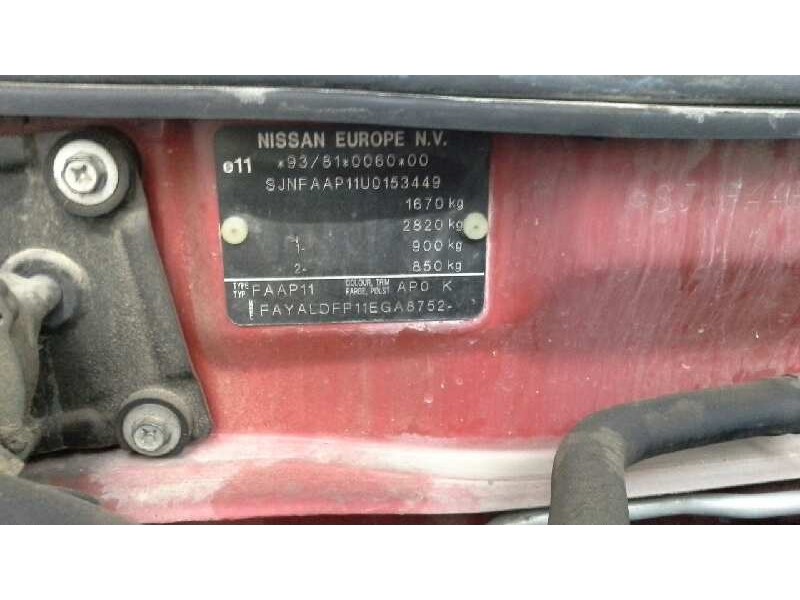 NISSAN EUROPE N.V.
e11 *93/81*0060*00
SJNFAAP11U0153449
1670 kg
2820 kg
1- 900 kg
2- 850 kg
TYPE TYP FAAP11 COLOUR, TRIM FARBE, POLST AP0 K
FAYALDFP11EGA8752-